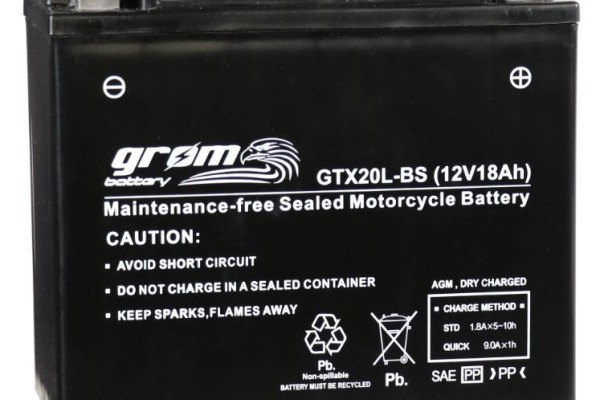 ⊖ ⊕
grøm
battery
GTX20L-BS (12V18Ah)
Maintenance-free Sealed Motorcycle Battery
CAUTION:
▪ AVOID SHORT CIRCUIT
▪ DO NOT CHARGE IN A SEALED CONTAINER
▪ KEEP SPARKS,FLAMES AWAY
AGM , DRY CHARGED
▪ CHARGE METHOD ▪
STD 1.8A×5~10h
QUICK 9.0A×1h
Pb.
Non-spillable
BATTERY MUST BE RECYCLED
Pb.
SAE PP 》PP《